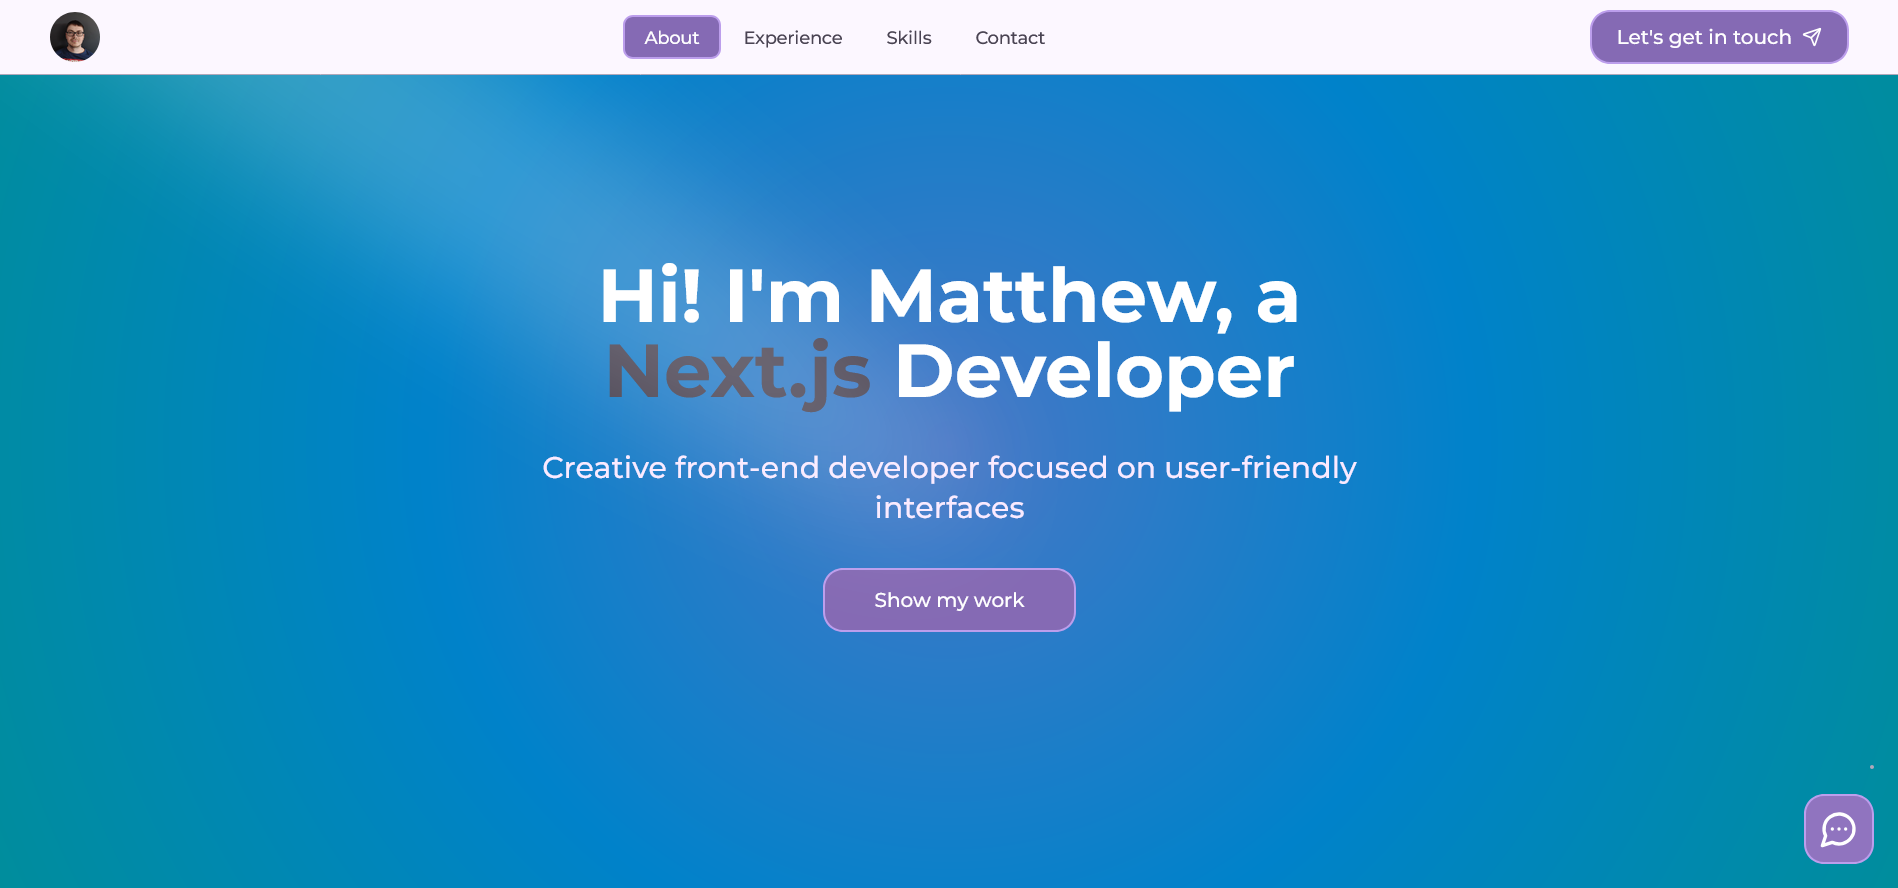 About
Experience
Skills
Contact
Let's get in touch
Hi! I'm Matthew, a
Next.js Developer
Creative front-end developer focused on user-friendly
interfaces
Show my work